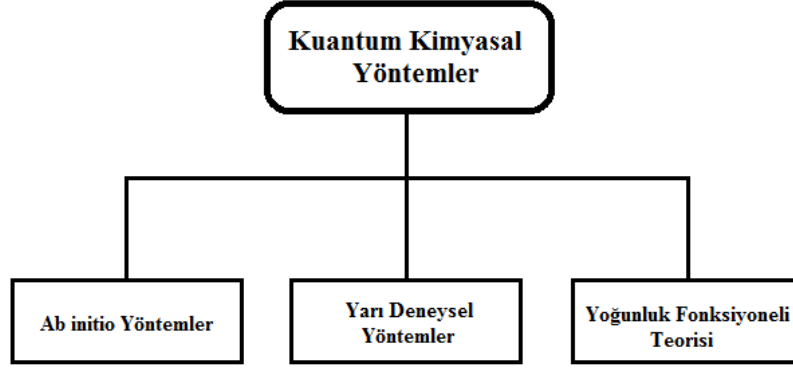 Kuantum Kimyasal
Yöntemler
Ab initio Yöntemler
Yarı Deneysel
Yöntemler
Yoğunluk Fonksiyoneli
Teorisi